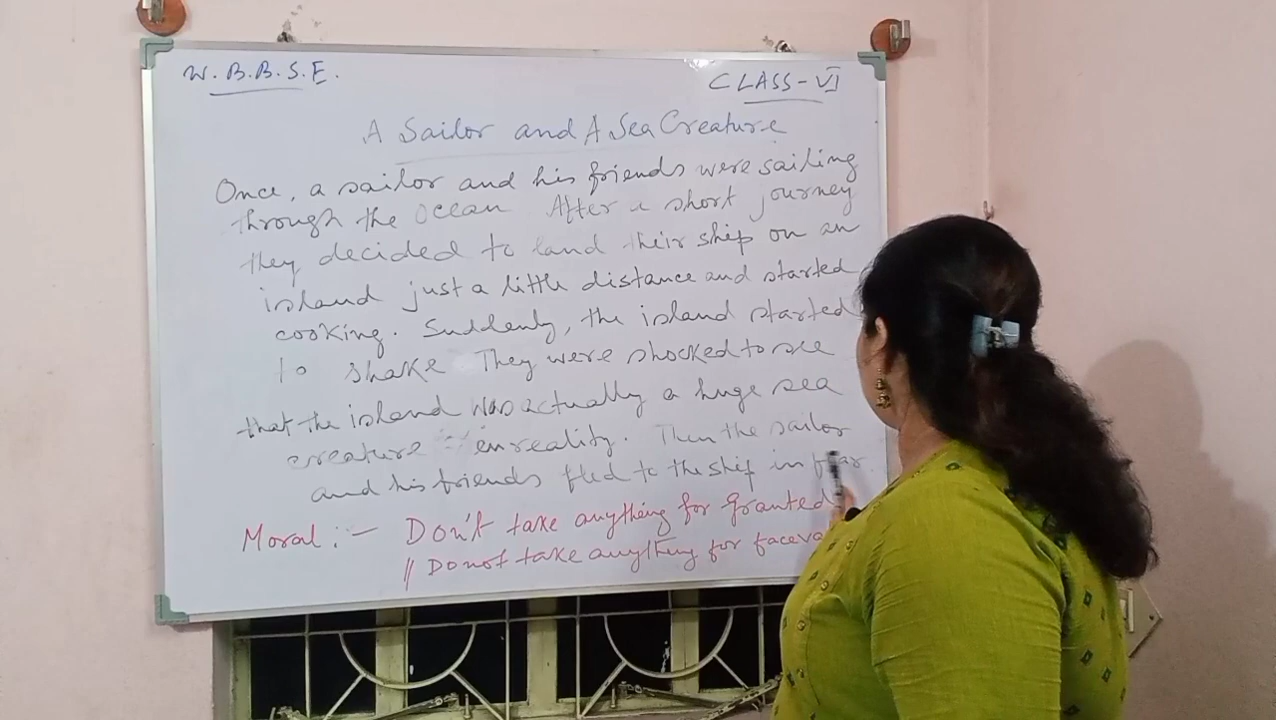 W.B.B.S.E.
CLASS-VI
A Sailor and A Sea Creature
Once, a sailor and his friends were sailing
through the Ocean After a short journey
they decided to land their ship on an
island just a little distance and started
cooking. Suddenly, the island started
to shake They were shocked to see
that the island was actually a huge sea
creature in reality. Then the sailor
and his friends fled to the ship in fear
Moral :- Don't take anything for granted
// Do not take anything for faceva